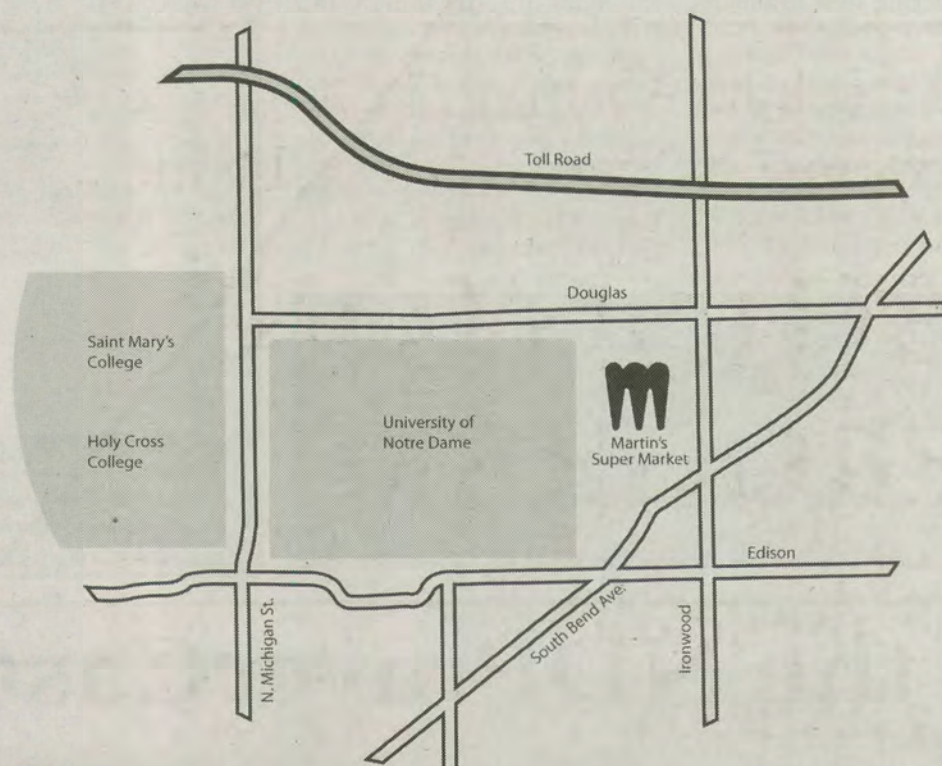 Toll Road
Douglas
Saint Mary's
College
University of
Notre Dame
Holy Cross
College
Martin's
Super Market
Edison
South Bend Ave.
N. Michigan St.
Ironwood